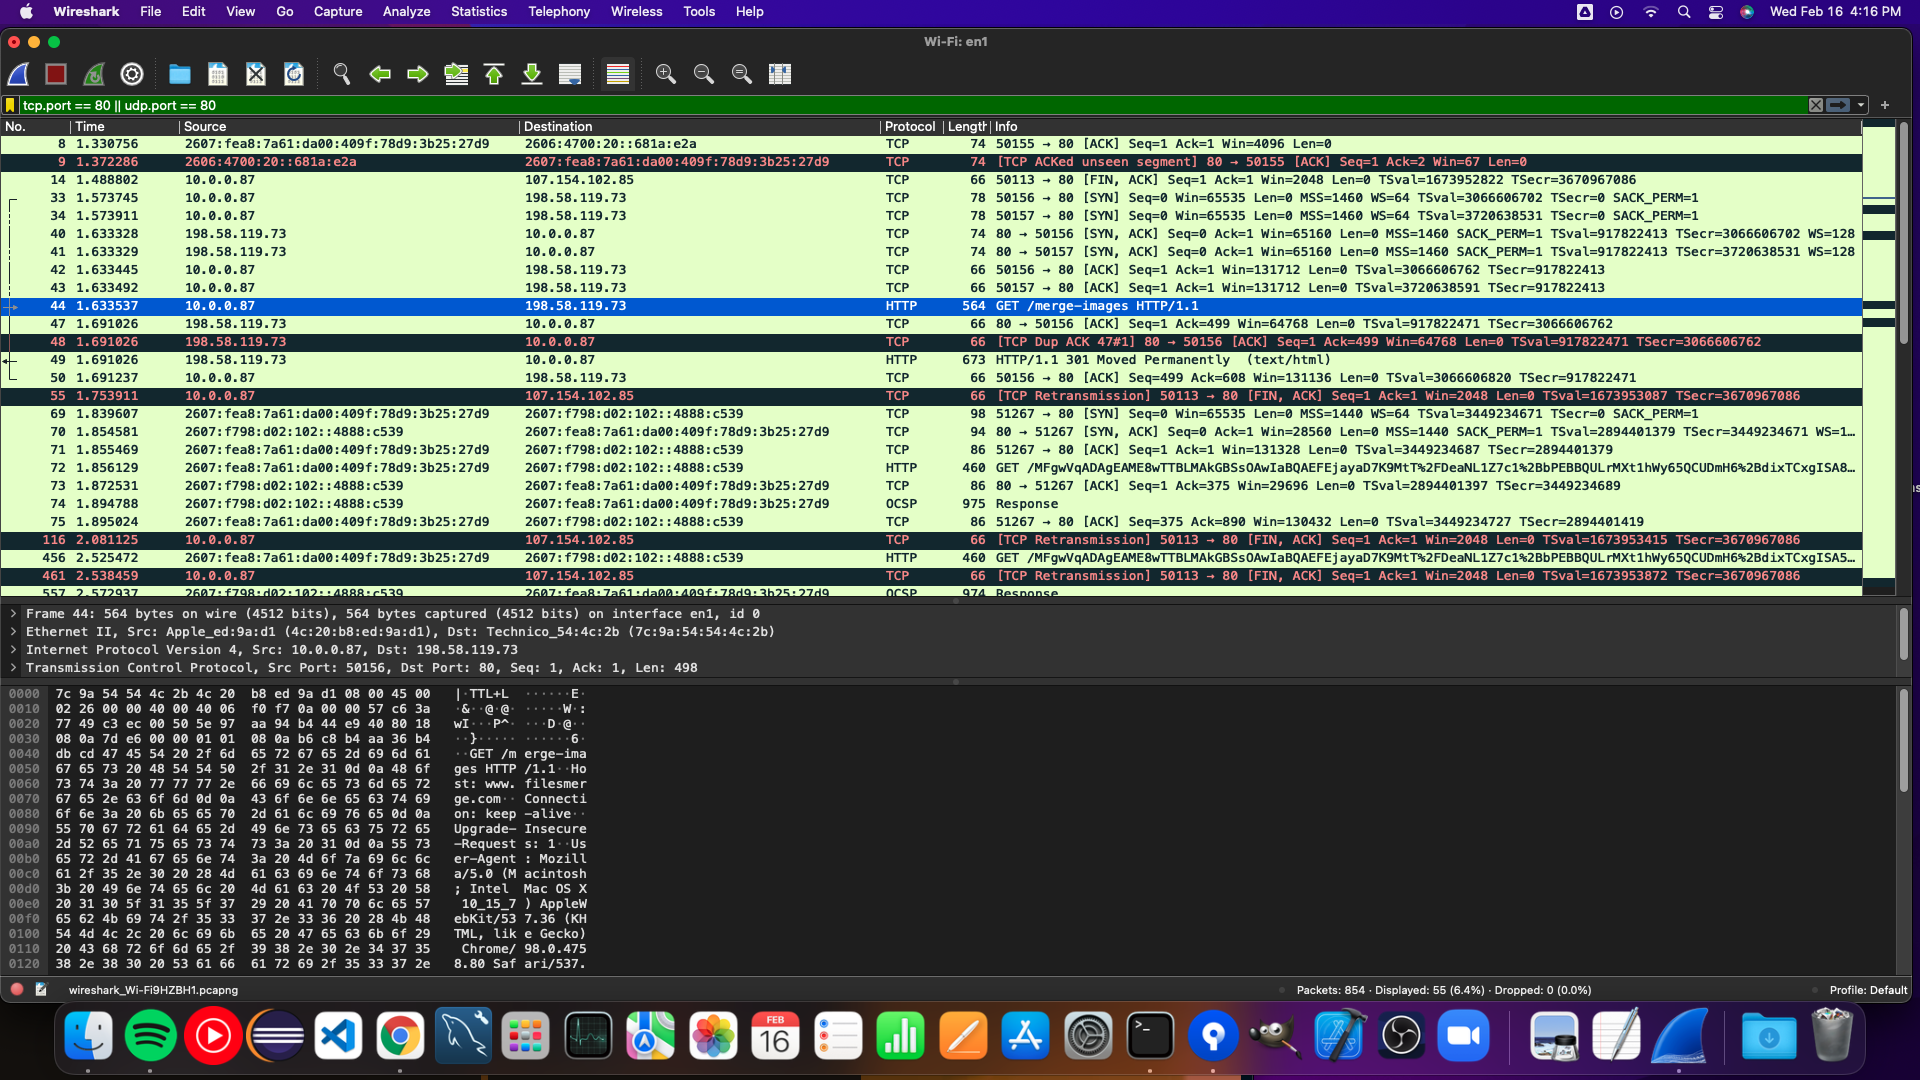 Wireshark File Edit View Go Capture Analyze Statistics Telephony Wireless Tools Help Wed Feb 16 4:16 PM
Wi-Fi: en1
tcp.port == 80 || udp.port == 80
No. Time Source Destination Protocol Length Info
8 1.330756 2607:fea8:7a61:da00:409f:78d9:3b25:27d9 2606:4700:20::681a:e2a TCP 74 50155 → 80 [ACK] Seq=1 Ack=1 Win=4096 Len=0
9 1.372286 2606:4700:20::681a:e2a 2607:fea8:7a61:da00:409f:78d9:3b25:27d9 TCP 74 [TCP ACKed unseen segment] 80 → 50155 [ACK] Seq=1 Ack=2 Win=67 Len=0
14 1.488802 10.0.0.87 107.154.102.85 TCP 66 50113 → 80 [FIN, ACK] Seq=1 Ack=1 Win=2048 Len=0 TSval=1673952822 TSecr=3670967086
33 1.573745 10.0.0.87 198.58.119.73 TCP 78 50156 → 80 [SYN] Seq=0 Win=65535 Len=0 MSS=1460 WS=64 TSval=3066606702 TSecr=0 SACK_PERM=1
34 1.573911 10.0.0.87 198.58.119.73 TCP 78 50157 → 80 [SYN] Seq=0 Win=65535 Len=0 MSS=1460 WS=64 TSval=3720638531 TSecr=0 SACK_PERM=1
40 1.633328 198.58.119.73 10.0.0.87 TCP 74 80 → 50156 [SYN, ACK] Seq=0 Ack=1 Win=65160 Len=0 MSS=1460 SACK_PERM=1 TSval=917822413 TSecr=3066606702 WS=128
41 1.633329 198.58.119.73 10.0.0.87 TCP 74 80 → 50157 [SYN, ACK] Seq=0 Ack=1 Win=65160 Len=0 MSS=1460 SACK_PERM=1 TSval=917822413 TSecr=3720638531 WS=128
42 1.633445 10.0.0.87 198.58.119.73 TCP 66 50156 → 80 [ACK] Seq=1 Ack=1 Win=131712 Len=0 TSval=3066606762 TSecr=917822413
43 1.633492 10.0.0.87 198.58.119.73 TCP 66 50157 → 80 [ACK] Seq=1 Ack=1 Win=131712 Len=0 TSval=3720638591 TSecr=917822413
44 1.633537 10.0.0.87 198.58.119.73 HTTP 564 GET /merge-images HTTP/1.1
47 1.691026 198.58.119.73 10.0.0.87 TCP 66 80 → 50156 [ACK] Seq=1 Ack=499 Win=64768 Len=0 TSval=917822471 TSecr=3066606762
48 1.691026 198.58.119.73 10.0.0.87 TCP 66 [TCP Dup ACK 47#1] 80 → 50156 [ACK] Seq=1 Ack=499 Win=64768 Len=0 TSval=917822471 TSecr=3066606762
49 1.691026 198.58.119.73 10.0.0.87 HTTP 673 HTTP/1.1 301 Moved Permanently (text/html)
50 1.691237 10.0.0.87 198.58.119.73 TCP 66 50156 → 80 [ACK] Seq=499 Ack=608 Win=131136 Len=0 TSval=3066606820 TSecr=917822471
55 1.753911 10.0.0.87 107.154.102.85 TCP 66 [TCP Retransmission] 50113 → 80 [FIN, ACK] Seq=1 Ack=1 Win=2048 Len=0 TSval=1673953087 TSecr=3670967086
69 1.839607 2607:fea8:7a61:da00:409f:78d9:3b25:27d9 2607:f798:d02:102::4888:c539 TCP 98 51267 → 80 [SYN] Seq=0 Win=65535 Len=0 MSS=1440 WS=64 TSval=3449234671 TSecr=0 SACK_PERM=1
70 1.854581 2607:f798:d02:102::4888:c539 2607:fea8:7a61:da00:409f:78d9:3b25:27d9 TCP 94 80 → 51267 [SYN, ACK] Seq=0 Ack=1 Win=28560 Len=0 MSS=1440 SACK_PERM=1 TSval=2894401379 TSecr=3449234671 WS=1…
71 1.855469 2607:fea8:7a61:da00:409f:78d9:3b25:27d9 2607:f798:d02:102::4888:c539 TCP 86 51267 → 80 [ACK] Seq=1 Ack=1 Win=131328 Len=0 TSval=3449234687 TSecr=2894401379
72 1.856129 2607:fea8:7a61:da00:409f:78d9:3b25:27d9 2607:f798:d02:102::4888:c539 HTTP 460 GET /MFgwVqADAgEAME8wTTBLMAkGBSsOAwIaBQAEFEjayaD7K9MtT%2FDeaNL1Z7c1%2BbPEBBQULrMXt1hWy65QCUDmH6%2BdixTCxgISA8…
73 1.872531 2607:f798:d02:102::4888:c539 2607:fea8:7a61:da00:409f:78d9:3b25:27d9 TCP 86 80 → 51267 [ACK] Seq=1 Ack=375 Win=29696 Len=0 TSval=2894401397 TSecr=3449234689
74 1.894788 2607:f798:d02:102::4888:c539 2607:fea8:7a61:da00:409f:78d9:3b25:27d9 OCSP 975 Response
75 1.895024 2607:fea8:7a61:da00:409f:78d9:3b25:27d9 2607:f798:d02:102::4888:c539 TCP 86 51267 → 80 [ACK] Seq=375 Ack=890 Win=130432 Len=0 TSval=3449234727 TSecr=2894401419
116 2.081125 10.0.0.87 107.154.102.85 TCP 66 [TCP Retransmission] 50113 → 80 [FIN, ACK] Seq=1 Ack=1 Win=2048 Len=0 TSval=1673953415 TSecr=3670967086
456 2.525472 2607:fea8:7a61:da00:409f:78d9:3b25:27d9 2607:f798:d02:102::4888:c539 HTTP 460 GET /MFgwVqADAgEAME8wTTBLMAkGBSsOAwIaBQAEFEjayaD7K9MtT%2FDeaNL1Z7c1%2BbPEBBQULrMXt1hWy65QCUDmH6%2BdixTCxgISA5…
461 2.538459 10.0.0.87 107.154.102.85 TCP 66 [TCP Retransmission] 50113 → 80 [FIN, ACK] Seq=1 Ack=1 Win=2048 Len=0 TSval=1673953872 TSecr=3670967086
557 2.572937 2607:f798:d02:102::4888:c539 2607:fea8:7a61:da00:409f:78d9:3b25:27d9 OCSP 974 Response
Frame 44: 564 bytes on wire (4512 bits), 564 bytes captured (4512 bits) on interface en1, id 0
Ethernet II, Src: Apple_ed:9a:d1 (4c:20:b8:ed:9a:d1), Dst: Technico_54:4c:2b (7c:9a:54:54:4c:2b)
Internet Protocol Version 4, Src: 10.0.0.87, Dst: 198.58.119.73
Transmission Control Protocol, Src Port: 50156, Dst Port: 80, Seq: 1, Ack: 1, Len: 498
0000 7c 9a 54 54 4c 2b 4c 20 b8 ed 9a d1 08 00 45 00 |·TTL+L ······E·
0010 02 26 00 00 40 00 40 06 f0 f7 0a 00 00 57 c6 3a ·&··@·@· ·····W·:
0020 77 49 c3 ec 00 50 5e 97 aa 94 b4 44 e9 40 80 18 wI···P^· ···D·@··
0030 08 0a 7d e6 00 00 01 01 08 0a b6 c8 b4 aa 36 b4 ··}····· ······6·
0040 db cd 47 45 54 20 2f 6d 65 72 67 65 2d 69 6d 61 ··GET /m erge-ima
0050 67 65 73 20 48 54 54 50 2f 31 2e 31 0d 0a 48 6f ges HTTP /1.1··Ho
0060 73 74 3a 20 77 77 77 2e 66 69 6c 65 73 6d 65 72 st: www. filesmer
0070 67 65 2e 63 6f 6d 0d 0a 43 6f 6e 6e 65 63 74 69 ge.com·· Connecti
0080 6f 6e 3a 20 6b 65 65 70 2d 61 6c 69 76 65 0d 0a on: keep -alive··
0090 55 70 67 72 61 64 65 2d 49 6e 73 65 63 75 72 65 Upgrade- Insecure
00a0 2d 52 65 71 75 65 73 74 73 3a 20 31 0d 0a 55 73 -Request s: 1··Us
00b0 65 72 2d 41 67 65 6e 74 3a 20 4d 6f 7a 69 6c 6c er-Agent : Mozill
00c0 61 2f 35 2e 30 20 28 4d 61 63 69 6e 74 6f 73 68 a/5.0 (M acintosh
00d0 3b 20 49 6e 74 65 6c 20 4d 61 63 20 4f 53 20 58 ; Intel Mac OS X
00e0 20 31 30 5f 31 35 5f 37 29 20 41 70 70 6c 65 57 10_15_7 ) AppleW
00f0 65 62 4b 69 74 2f 35 33 37 2e 33 36 20 28 4b 48 ebKit/53 7.36 (KH
0100 54 4d 4c 2c 20 6c 69 6b 65 20 47 65 63 6b 6f 29 TML, lik e Gecko)
0110 20 43 68 72 6f 6d 65 2f 39 38 2e 30 2e 34 37 35 Chrome/ 98.0.475
0120 38 2e 38 30 20 53 61 66 61 72 69 2f 35 33 37 2e 8.80 Saf ari/537.
wireshark_Wi-Fi9HZBH1.pcapng Packets: 854 · Displayed: 55 (6.4%) · Dropped: 0 (0.0%) Profile: Default
FEB
16